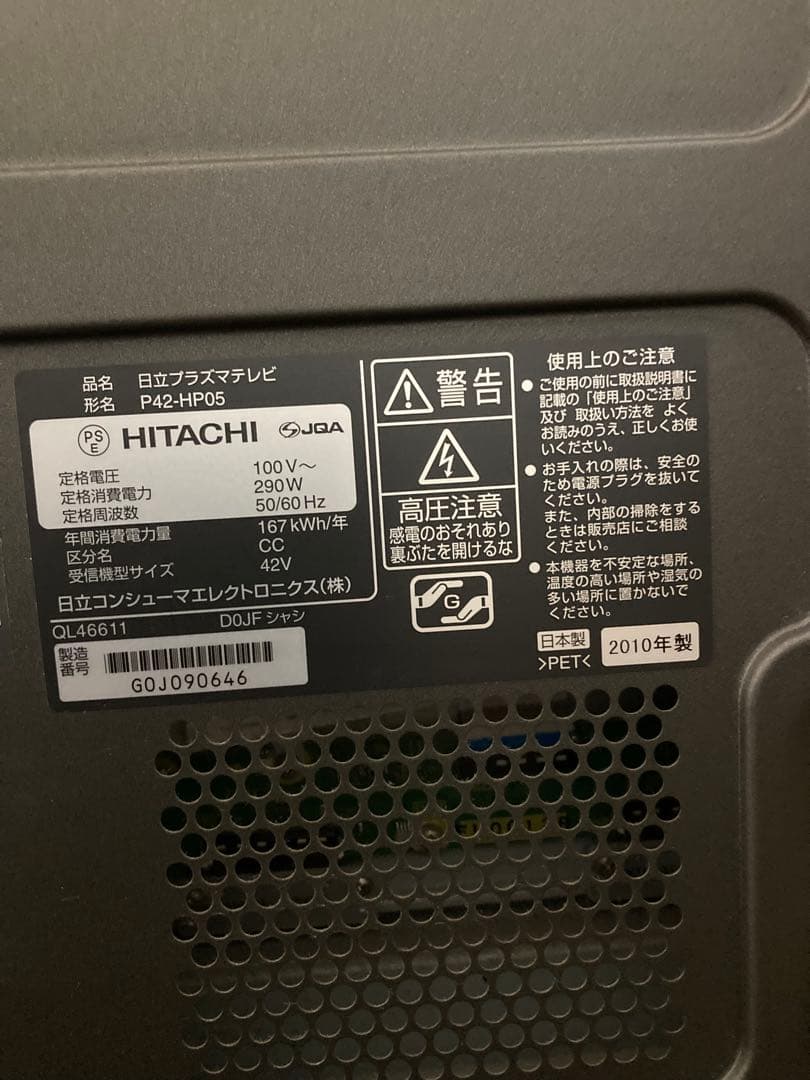 品名 日立プラズマテレビ
形名 P42-HP05
PS
E
HITACHI JQA
定格電圧 100V～
定格消費電力 290W
定格周波数 50/60Hz
年間消費電力量 167kWh/年
区分名 CC
受信機型サイズ 42V
日立コンシューマエレクトロニクス(株)
QL46611 D0JFシャシ
製造
番号
G0J090646
警告
高圧注意
感電のおそれあり
裏ぶたを開けるな
G
使用上のご注意
●ご使用の前に取扱説明書に
記載の「使用上のご注意」
及び 取扱い方法を よく
お読みのうえ、正しくお使
いください。
●お手入れの際は、安全の
ため電源プラグを抜いて
ください。
また、内部の掃除をする
ときは販売店にご相談
ください。
●本機器を不安定な場所、
温度の高い場所や湿気の
多い場所に置かないで
ください。
日本製
>PET<
2010年製